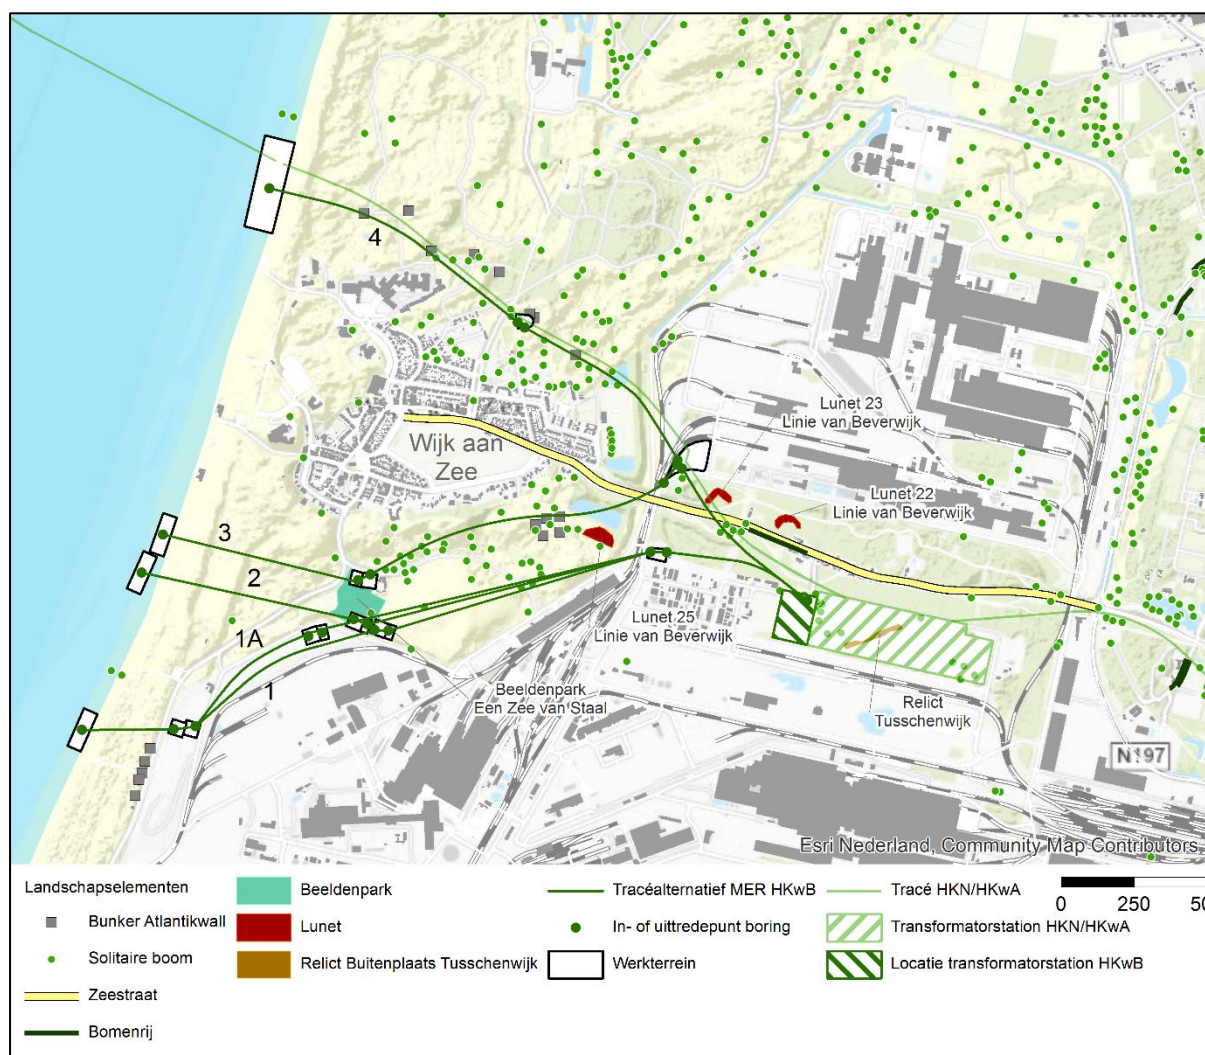 4
Wijk aan
Zee
Lunet 23
Linie van Beverwijk
Lunet 22
Linie van Beverwijk
3
2
1A
1
Lunet 25
Linie van Beverwijk
Beeldenpark
Een Zee van Staal
Relict
Tusschenwijk
N197
Esri Nederland, Community Map Contributors
Landschapselementen
Bunker Atlantikwall
Solitaire boom
Zeestraat
Bomenrij
Beeldenpark
Lunet
Relict Buitenplaats Tusschenwijk
Tracéalternatief MER HKwB
In- of uittredepunt boring
Werkterrein
Tracé HKN/HKwA
Transformatorstation HKN/HKwA
Locatie transformatorstation HKwB
0 250